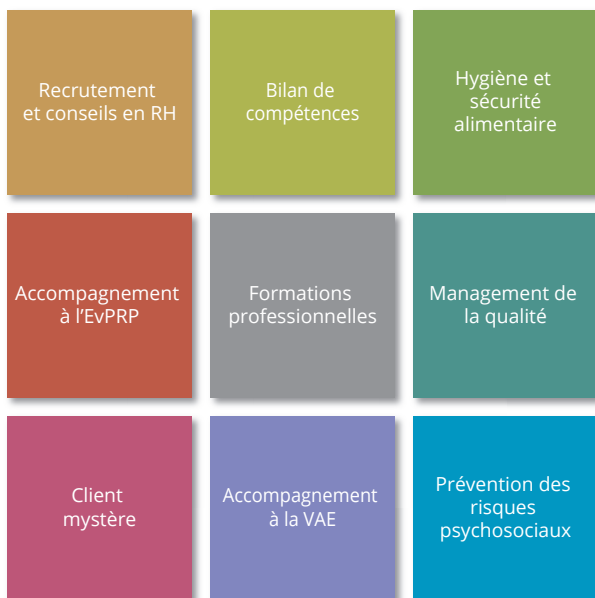 Recrutement
et conseils en RH
Bilan de
compétences
Hygiène et
sécurité
alimentaire
Accompagnement
à l’EvPRP
Formations
professionnelles
Management de
la qualité
Client
mystère
Accompagnement
à la VAE
Prévention des
risques
psychosociaux